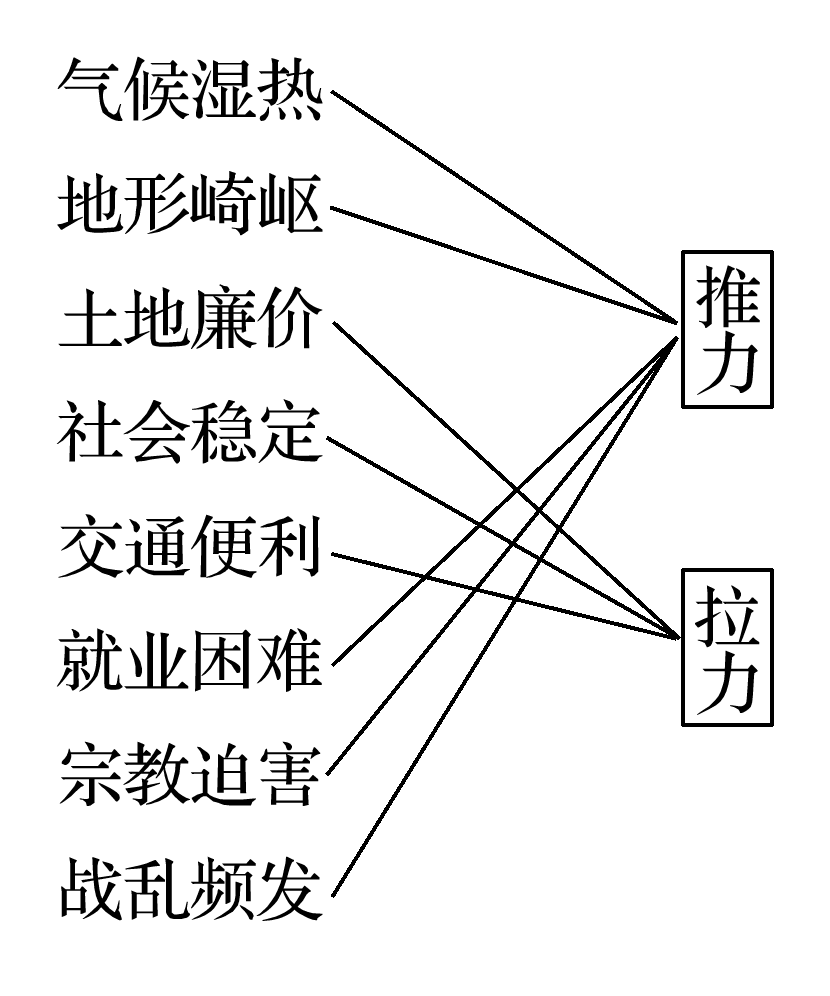 气候湿热
地形崎岖
土地廉价
社会稳定
交通便利
就业困难
宗教迫害
战乱频发
推力
拉力